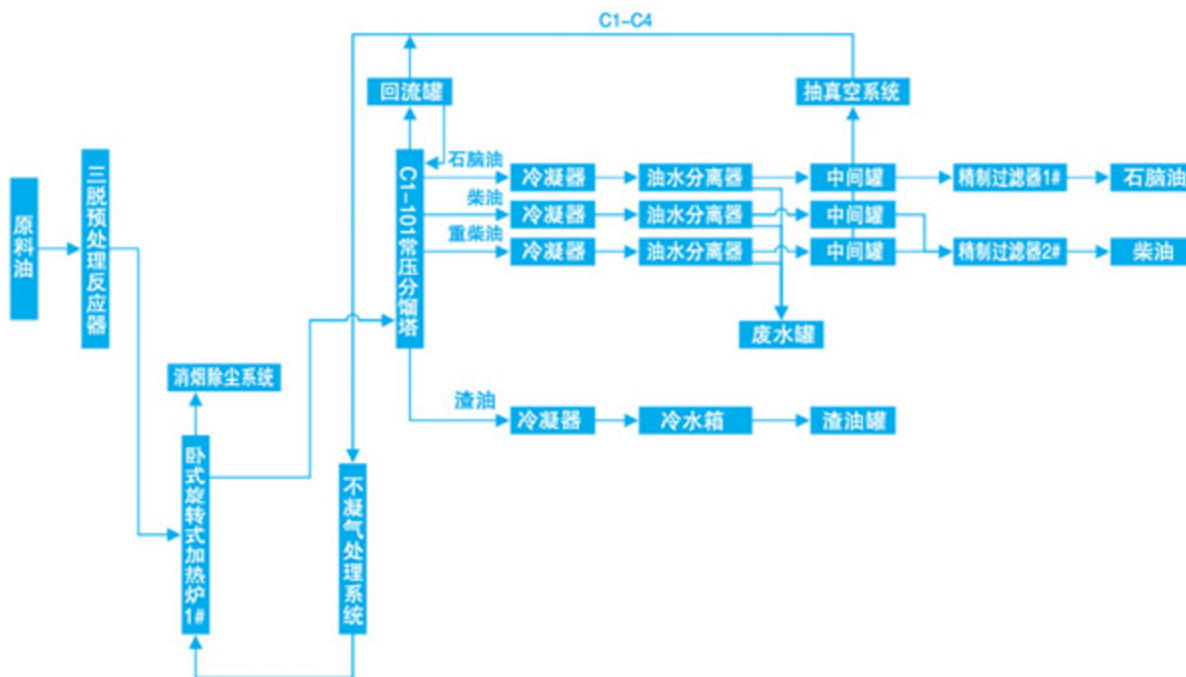 C1-C4
回流罐
抽真空系统
原料油
三脱预处理反应器
C1-101常压分馏塔
石脑油
冷凝器
油水分离器
中间罐
精制过滤器1#
石脑油
柴油
冷凝器
油水分离器
中间罐
重柴油
冷凝器
油水分离器
中间罐
精制过滤器2#
柴油
废水罐
消烟除尘系统
渣油
冷凝器
冷水箱
渣油罐
卧式旋转式加热炉1#
不凝气处理系统